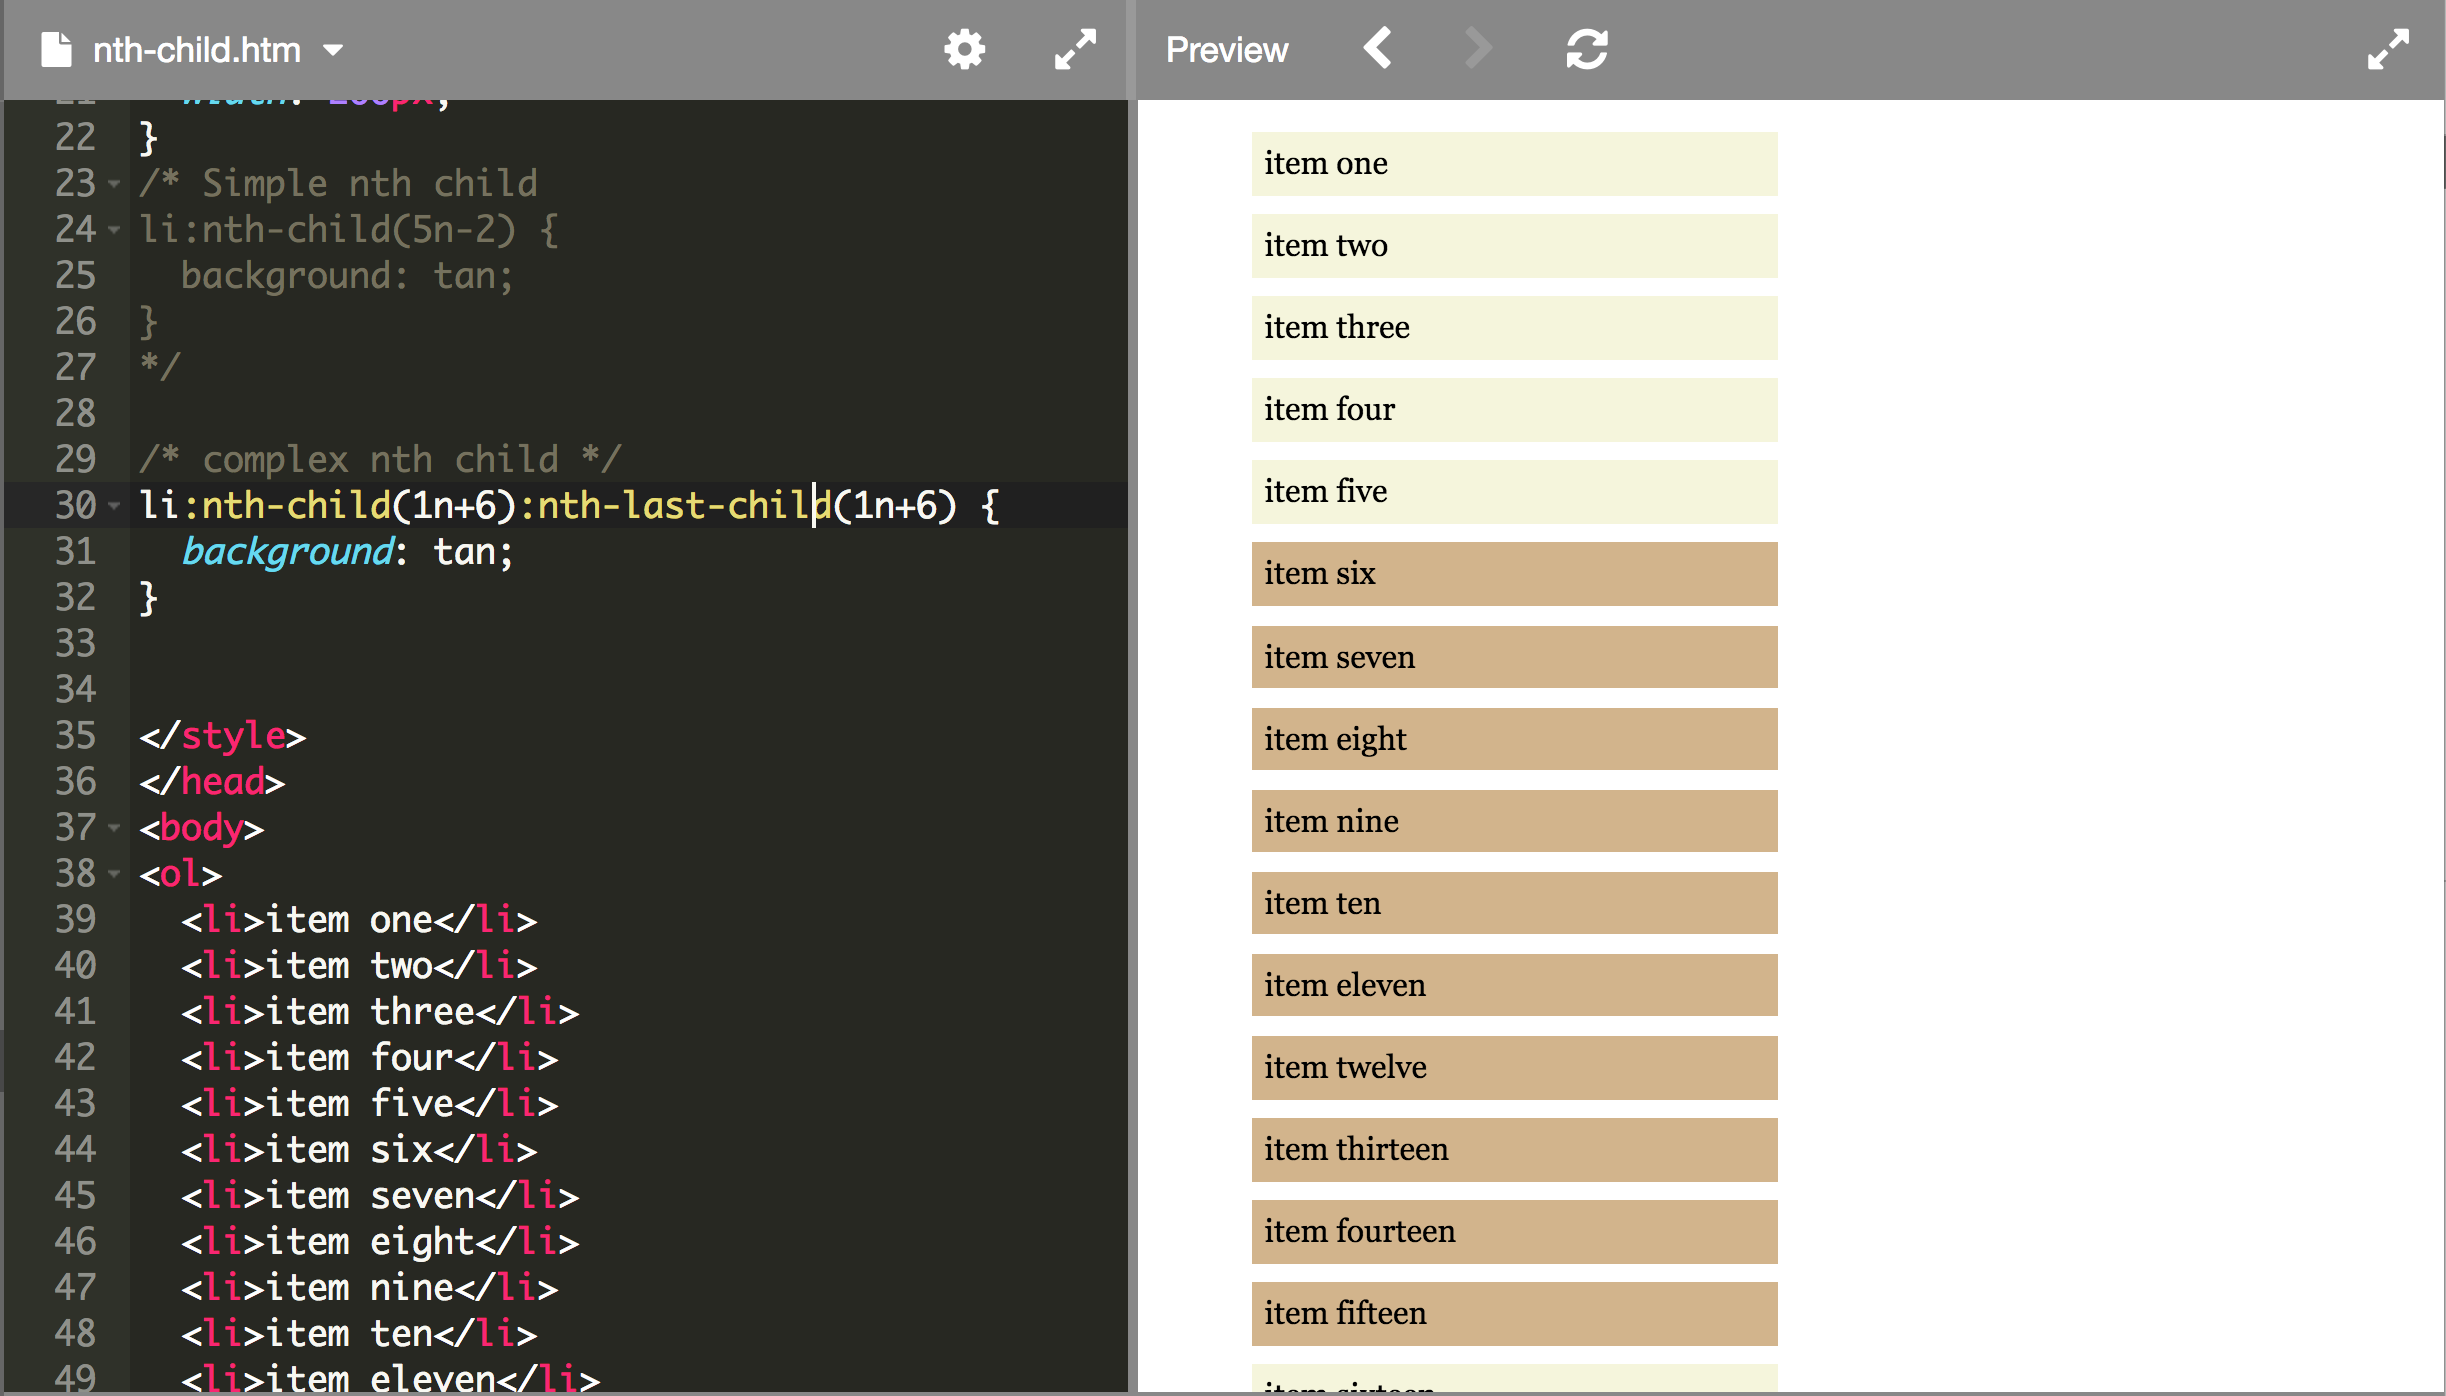 nth-child.htm
22 }
23 /* Simple nth child
24 li:nth-child(5n-2) {
25 background: tan;
26 }
27 */
28
29 /* complex nth child */
30 li:nth-child(1n+6):nth-last-child(1n+6) {
31 background: tan;
32 }
33
34
35 </style>
36 </head>
37 <body>
38 <ol>
39 <li>item one</li>
40 <li>item two</li>
41 <li>item three</li>
42 <li>item four</li>
43 <li>item five</li>
44 <li>item six</li>
45 <li>item seven</li>
46 <li>item eight</li>
47 <li>item nine</li>
48 <li>item ten</li>
49 <li>item eleven</li>
Preview
item one
item two
item three
item four
item five
item six
item seven
item eight
item nine
item ten
item eleven
item twelve
item thirteen
item fourteen
item fifteen
item sixteen